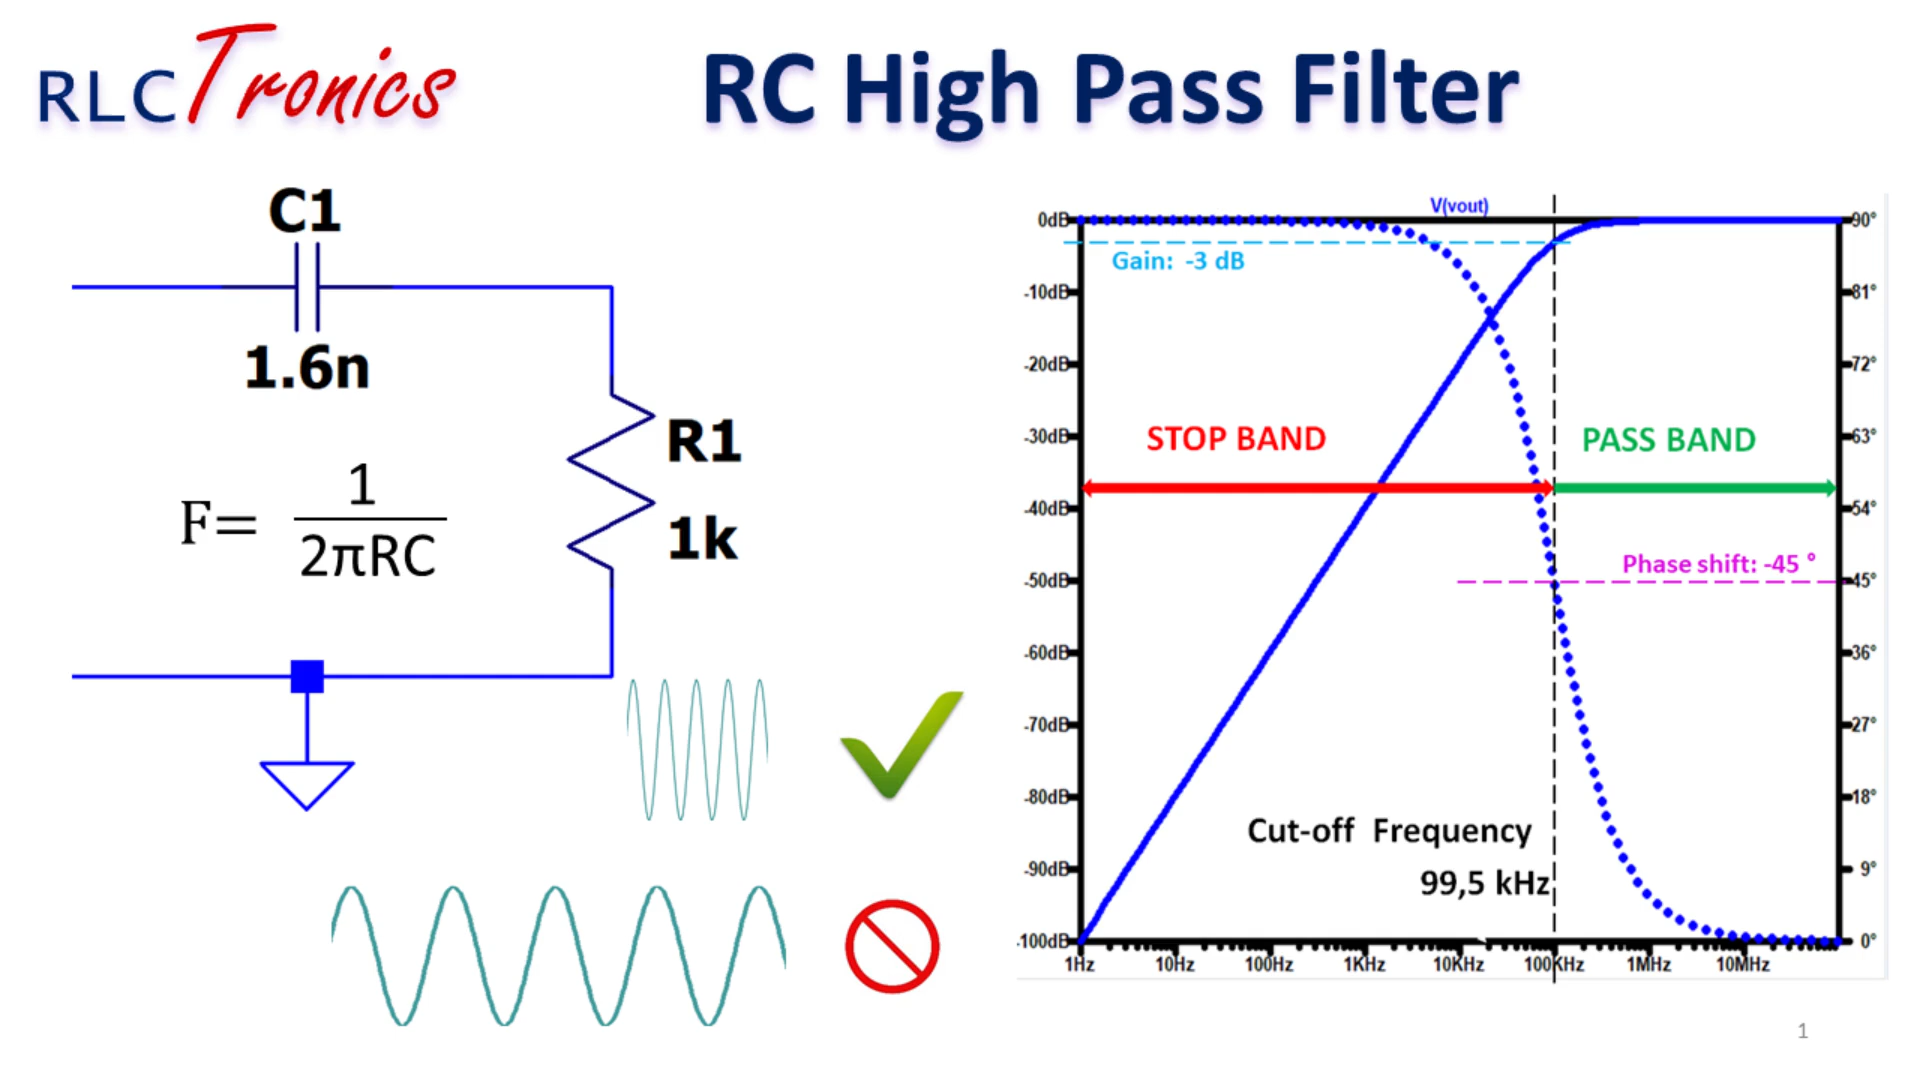 RLCTronics
RC High Pass Filter
C1
1.6n
R1
1k
F= 1
2πRC
V(vout)
0dB
-10dB
-20dB
-30dB
-40dB
-50dB
-60dB
-70dB
-80dB
-90dB
-100dB
90°
81°
72°
63°
54°
45°
36°
27°
18°
9°
0°
Gain: -3 dB
STOP BAND
PASS BAND
Phase shift: -45 °
Cut-off Frequency
99,5 kHz
1Hz 10Hz 100Hz 1KHz 10KHz 100KHz 1MHz 10MHz
1